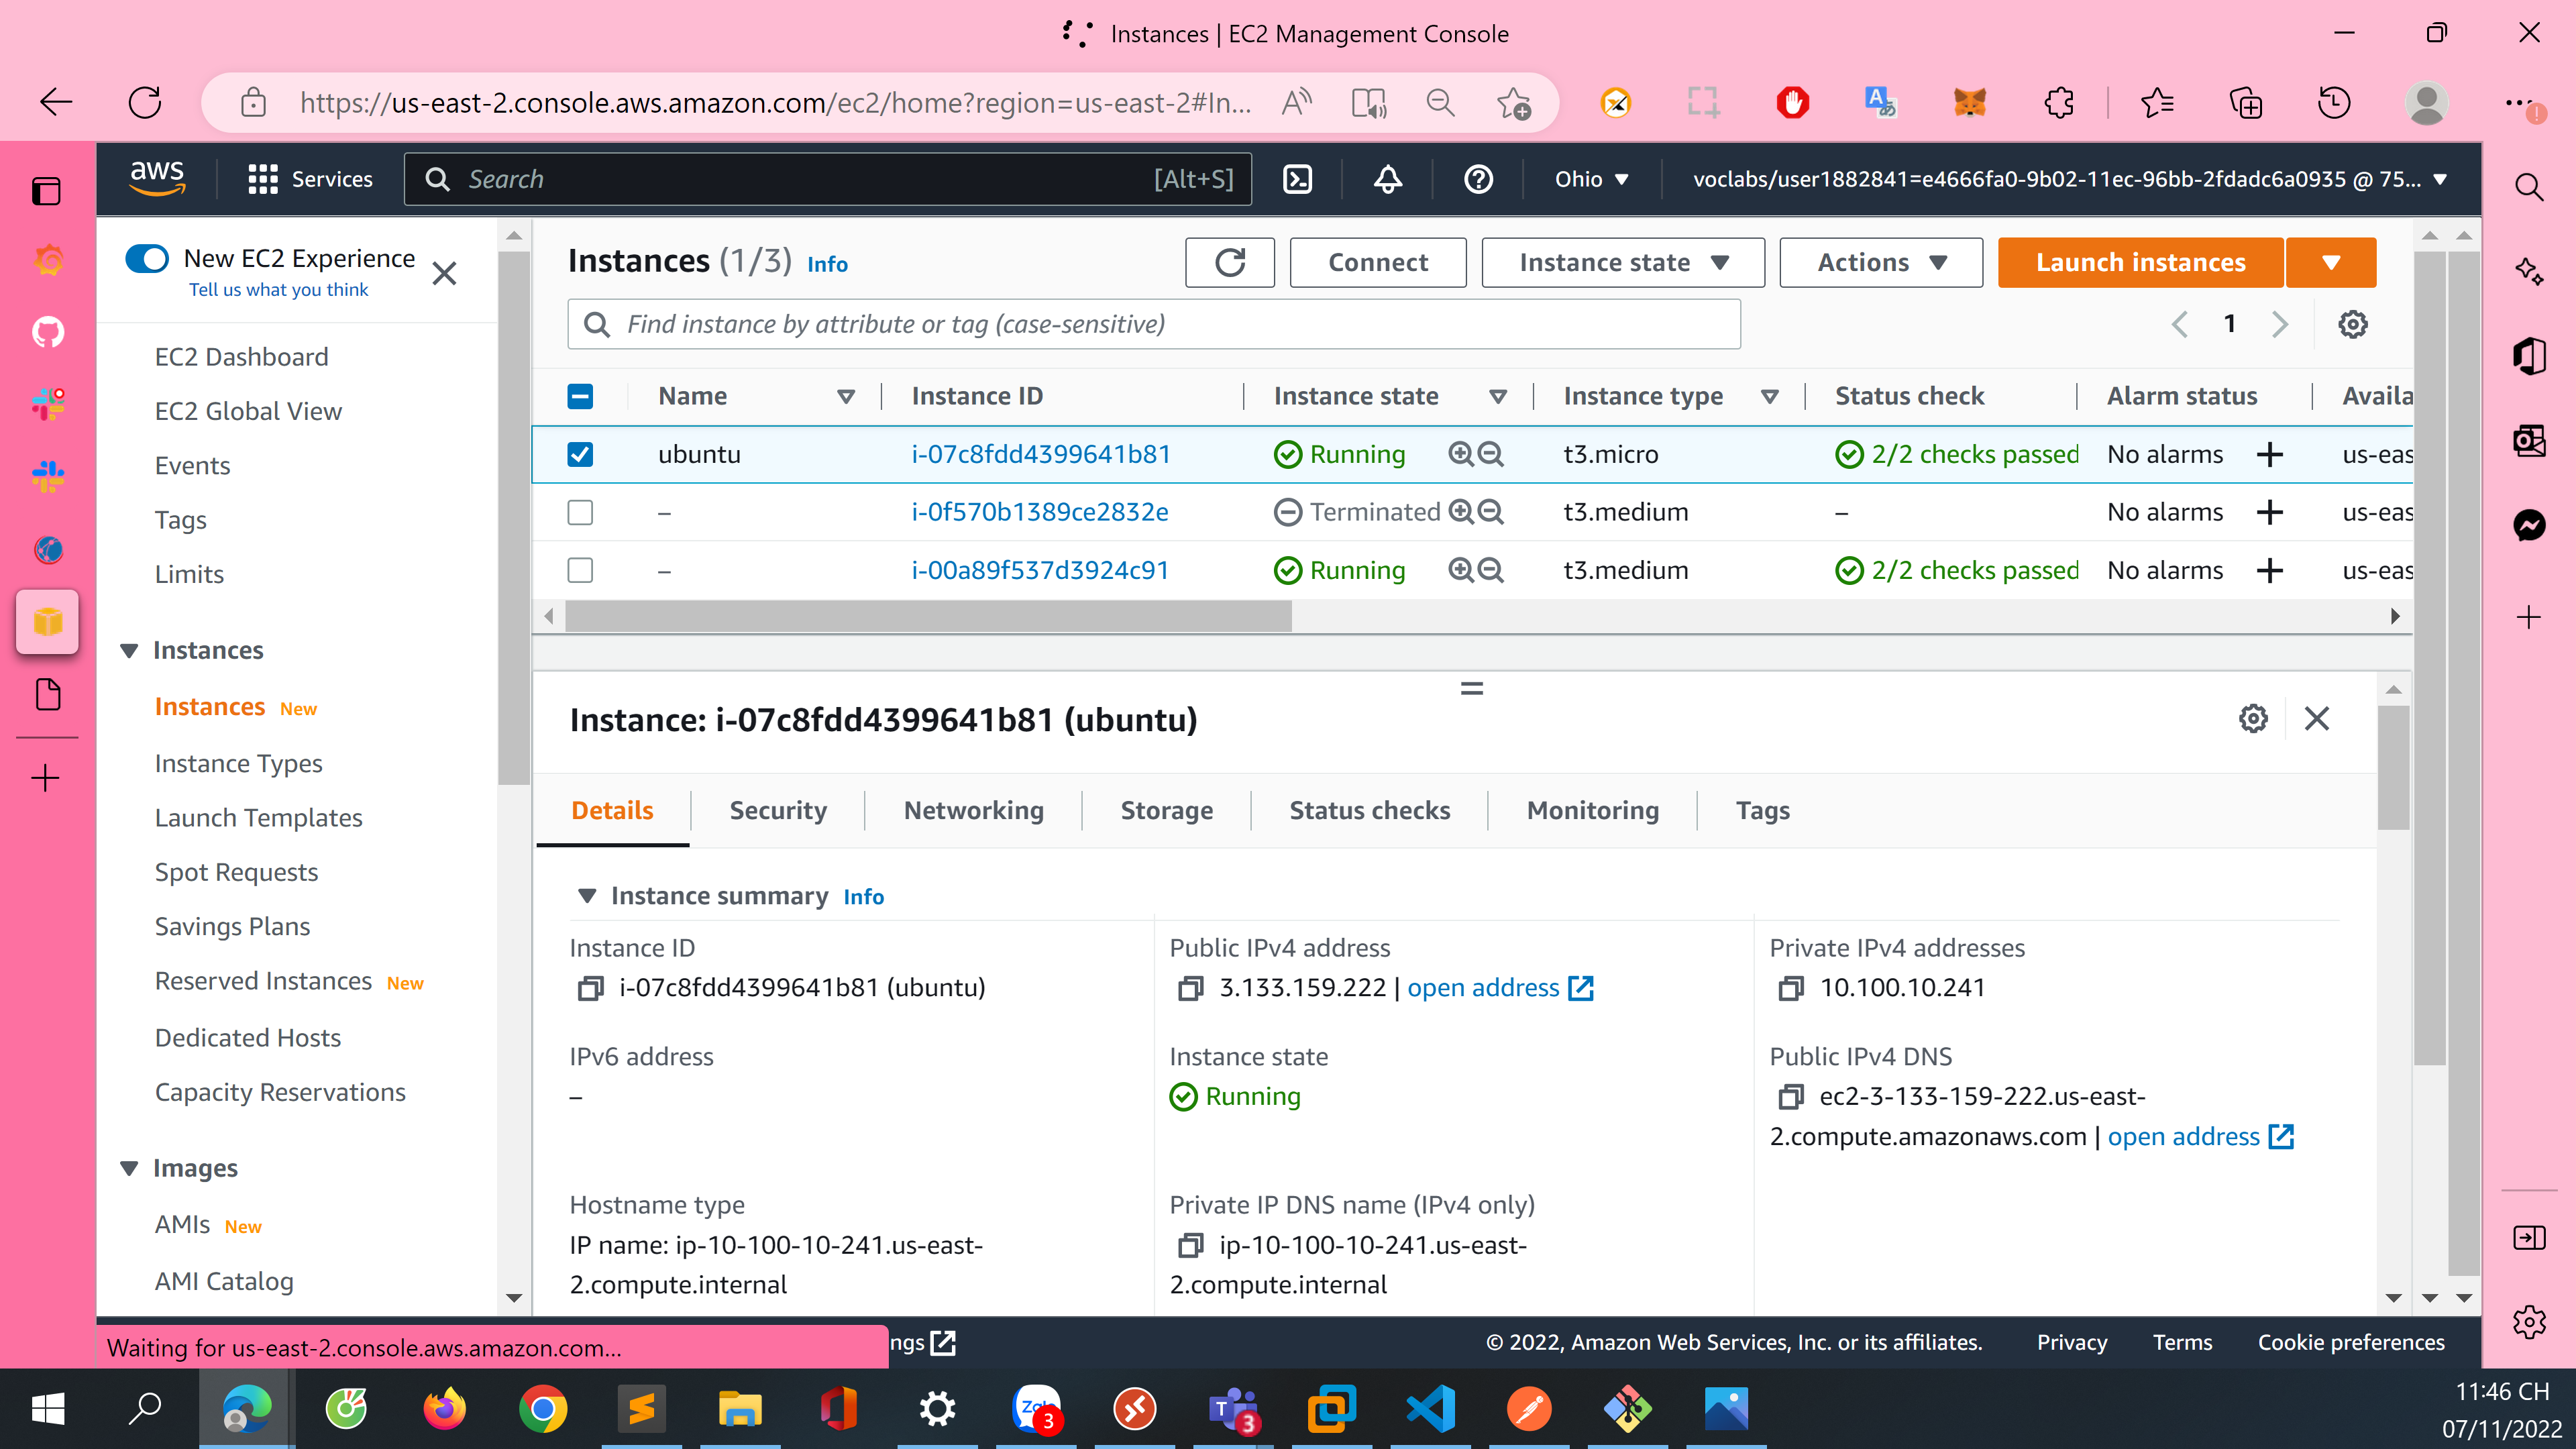 Instances | EC2 Management Console
https://us-east-2.console.aws.amazon.com/ec2/home?region=us-east-2#In...
aws
Services
Search [Alt+S]
Ohio
voclabs/user1882841=e4666fa0-9b02-11ec-96bb-2fdadc6a0935 @ 75...
New EC2 Experience
Tell us what you think
EC2 Dashboard
EC2 Global View
Events
Tags
Limits
Instances
Instances New
Instance Types
Launch Templates
Spot Requests
Savings Plans
Reserved Instances New
Dedicated Hosts
Capacity Reservations
Images
AMIs New
AMI Catalog
Instances (1/3) Info
Connect
Instance state
Actions
Launch instances
Find instance by attribute or tag (case-sensitive)
1
Name Instance ID Instance state Instance type Status check Alarm status Availa
ubuntu i-07c8fdd4399641b81 Running t3.micro 2/2 checks passed No alarms us-eas
– i-0f570b1389ce2832e Terminated t3.medium – No alarms us-eas
– i-00a89f537d3924c91 Running t3.medium 2/2 checks passed No alarms us-eas
Instance: i-07c8fdd4399641b81 (ubuntu)
Details Security Networking Storage Status checks Monitoring Tags
Instance summary Info
Instance ID
i-07c8fdd4399641b81 (ubuntu)
Public IPv4 address
3.133.159.222 | open address
Private IPv4 addresses
10.100.10.241
IPv6 address
–
Instance state
Running
Public IPv4 DNS
ec2-3-133-159-222.us-east-
2.compute.amazonaws.com | open address
Hostname type
IP name: ip-10-100-10-241.us-east-
2.compute.internal
Private IP DNS name (IPv4 only)
ip-10-100-10-241.us-east-
2.compute.internal
Waiting for us-east-2.console.aws.amazon.com...
ngs
© 2022, Amazon Web Services, Inc. or its affiliates.
Privacy
Terms
Cookie preferences
Zalo
3
T
3
11:46 CH
07/11/2022